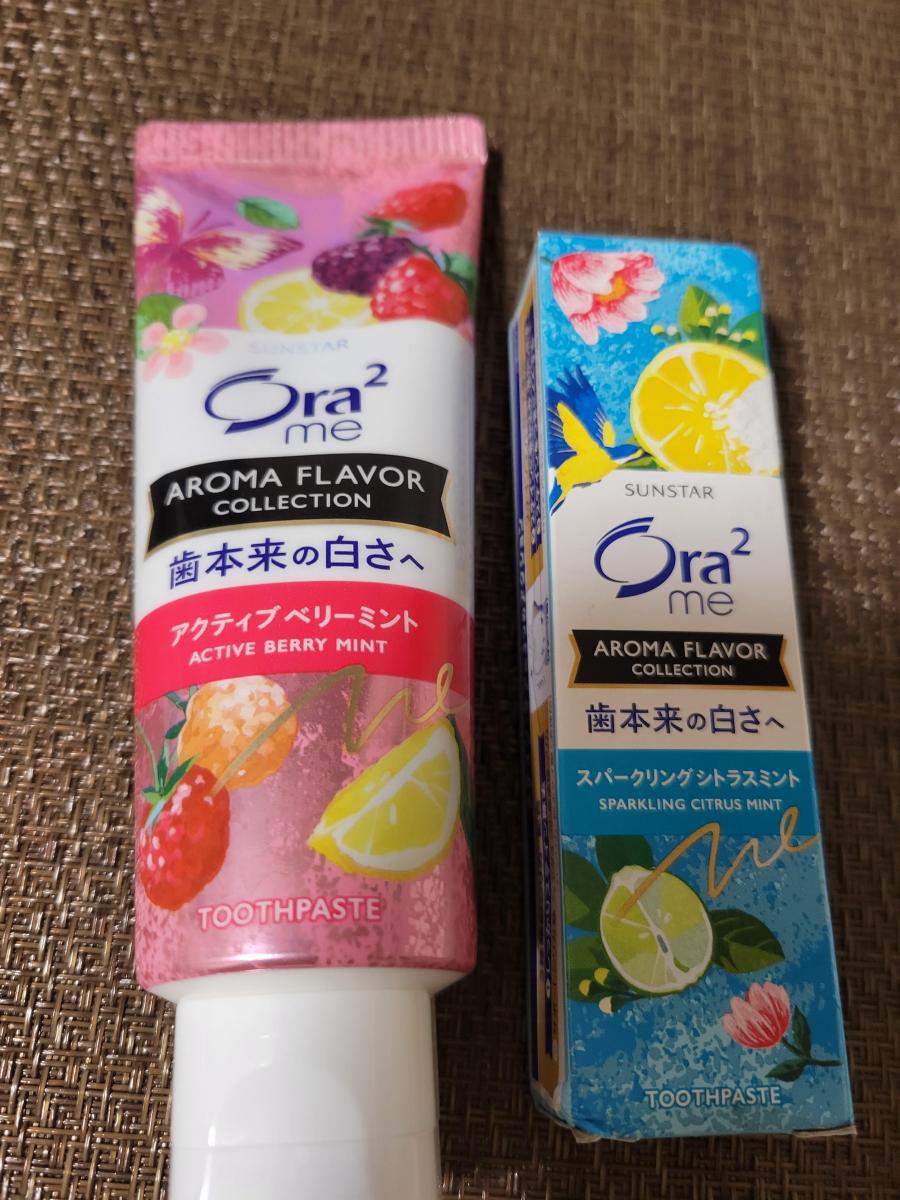 SUNSTAR
Ora2
me
AROMA FLAVOR
COLLECTION
歯本来の白さへ
アクティブベリーミント
ACTIVE BERRY MINT
me
TOOTHPASTE
SUNSTAR
Ora2
me
AROMA FLAVOR
COLLECTION
歯本来の白さへ
スパークリングシトラスミント
SPARKLING CITRUS MINT
me
TOOTHPASTE